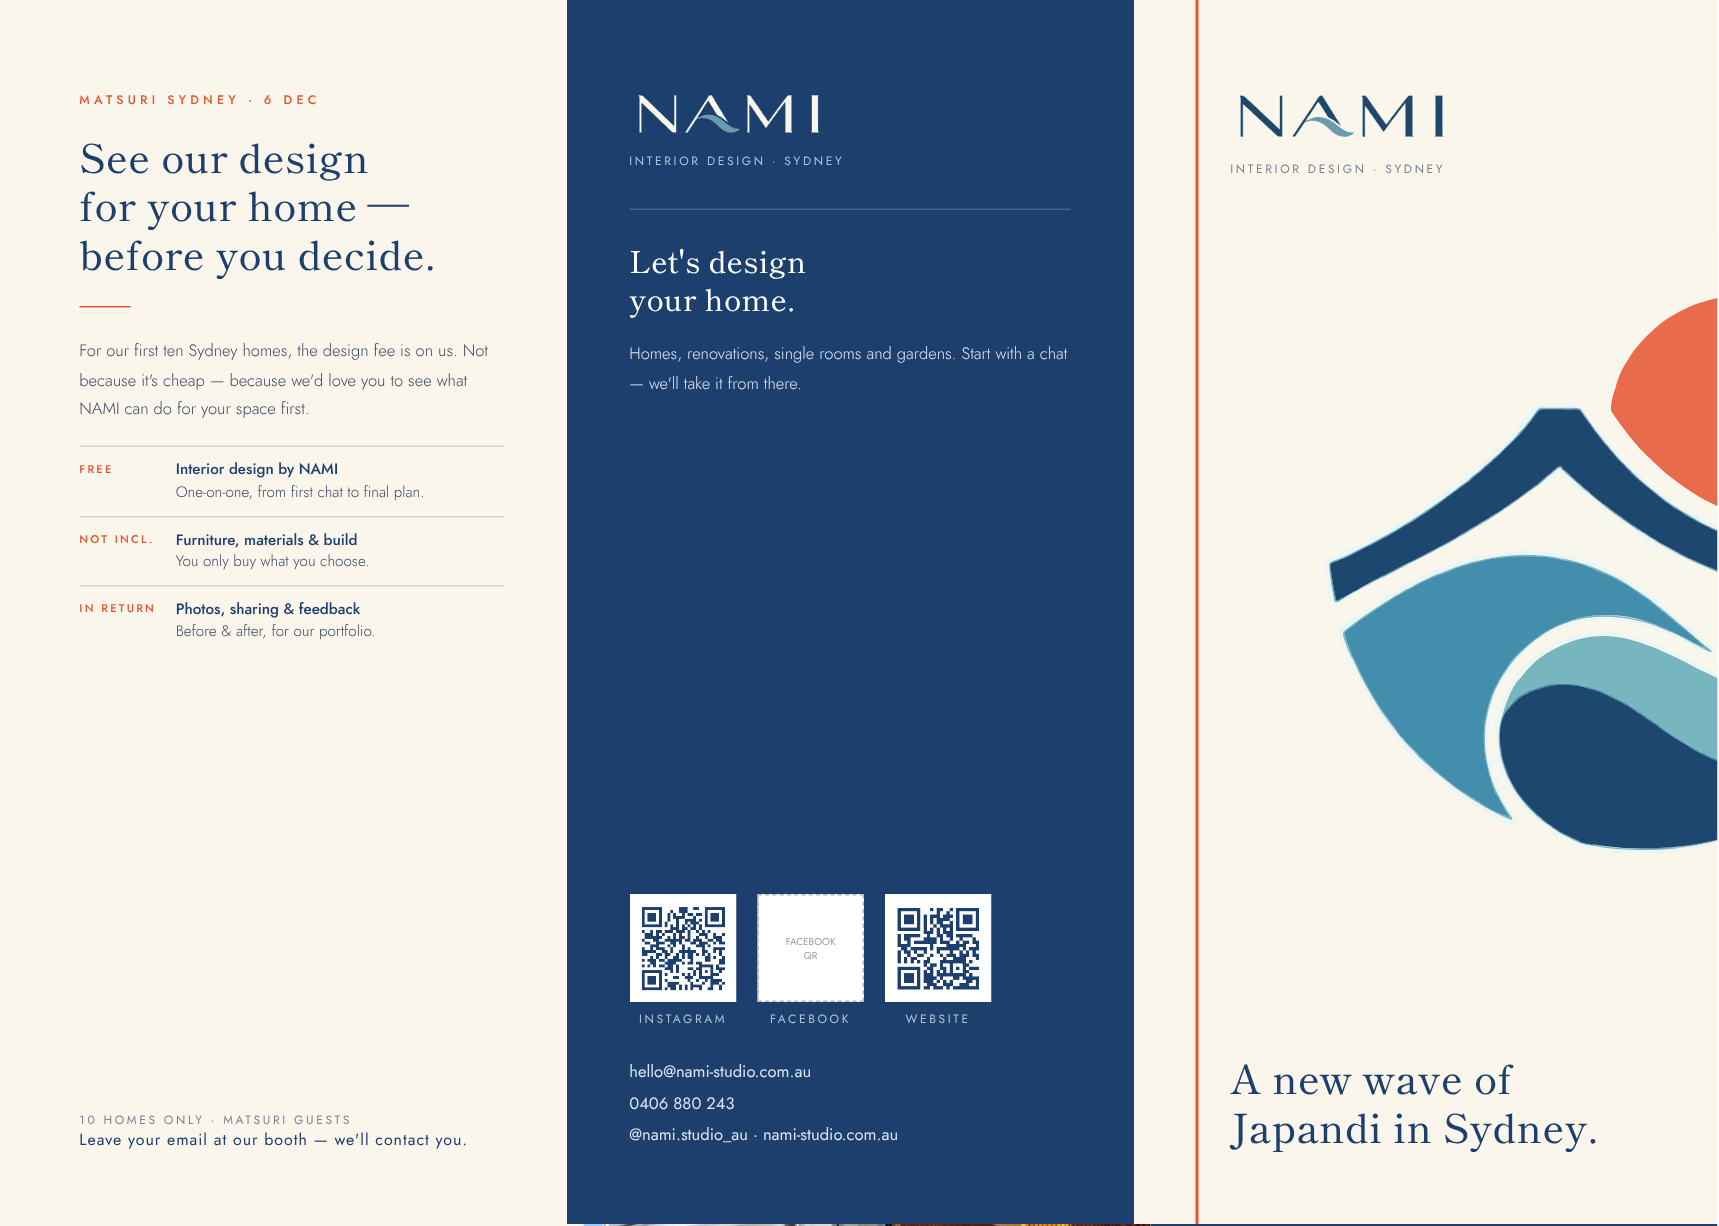 MATSURI SYDNEY · 6 DEC
See our design
for your home —
before you decide.
For our first ten Sydney homes, the design fee is on us. Not
because it's cheap — because we'd love you to see what
NAMI can do for your space first.
FREE
Interior design by NAMI
One-on-one, from first chat to final plan.
NOT INCL.
Furniture, materials & build
You only buy what you choose.
IN RETURN
Photos, sharing & feedback
Before & after, for our portfolio.
10 HOMES ONLY · MATSURI GUESTS
Leave your email at our booth — we'll contact you.
NAMI
INTERIOR DESIGN · SYDNEY
Let's design
your home.
Homes, renovations, single rooms and gardens. Start with a chat
— we'll take it from there.
FACEBOOK
QR
INSTAGRAM
FACEBOOK
WEBSITE
hello@nami-studio.com.au
0406 880 243
@nami.studio_au · nami-studio.com.au
NAMI
INTERIOR DESIGN · SYDNEY
A new wave of
Japandi in Sydney.